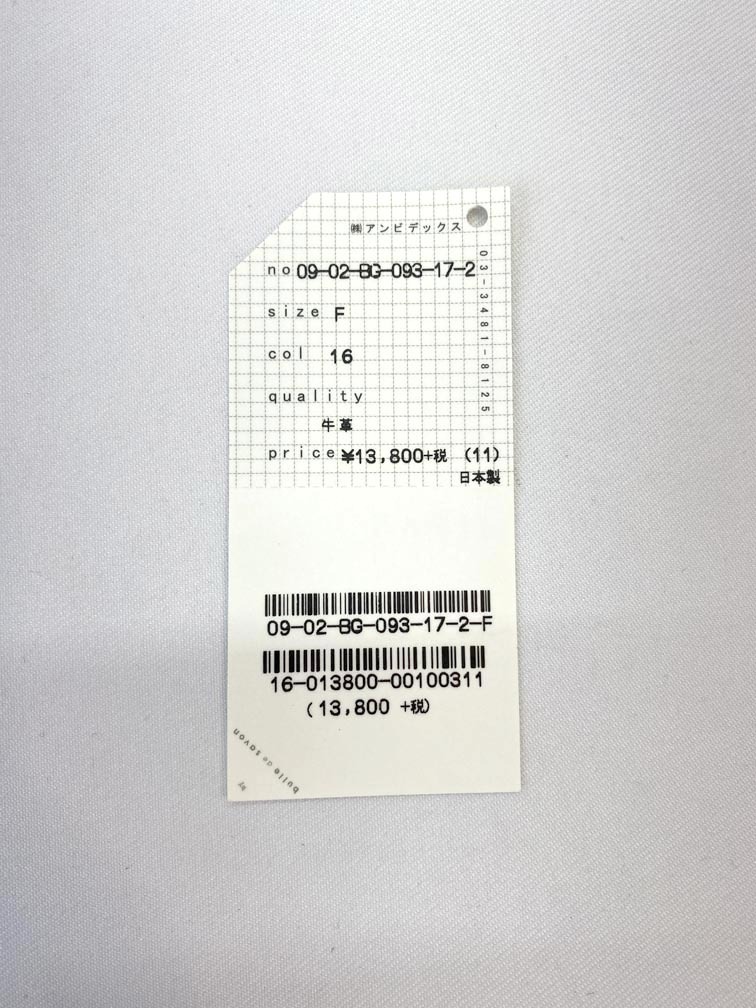 ㈱アンビデックス
no 09-02-BG-093-17-2
03-3481-8125
size F
col 16
quality
牛革
price ¥13,800+税 (11)
日本製
09-02-BG-093-17-2-F
16-013800-00100311
(13,800 +税)
bulle de savon
by